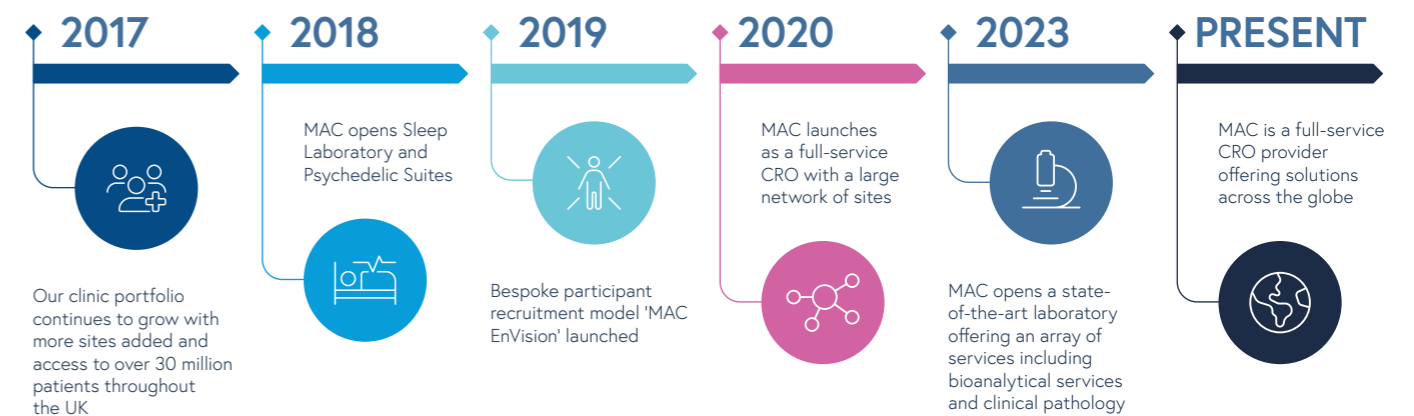 2017
Our clinic portfolio
continues to grow with
more sites added and
access to over 30 million
patients throughout
the UK
2018
MAC opens Sleep
Laboratory and
Psychedelic Suites
2019
Bespoke participant
recruitment model 'MAC
EnVision' launched
2020
MAC launches
as a full-service
CRO with a large
network of sites
2023
MAC opens a state-
of-the-art laboratory
offering an array of
services including
bioanalytical services
and clinical pathology
PRESENT
MAC is a full-service
CRO provider
offering solutions
across the globe